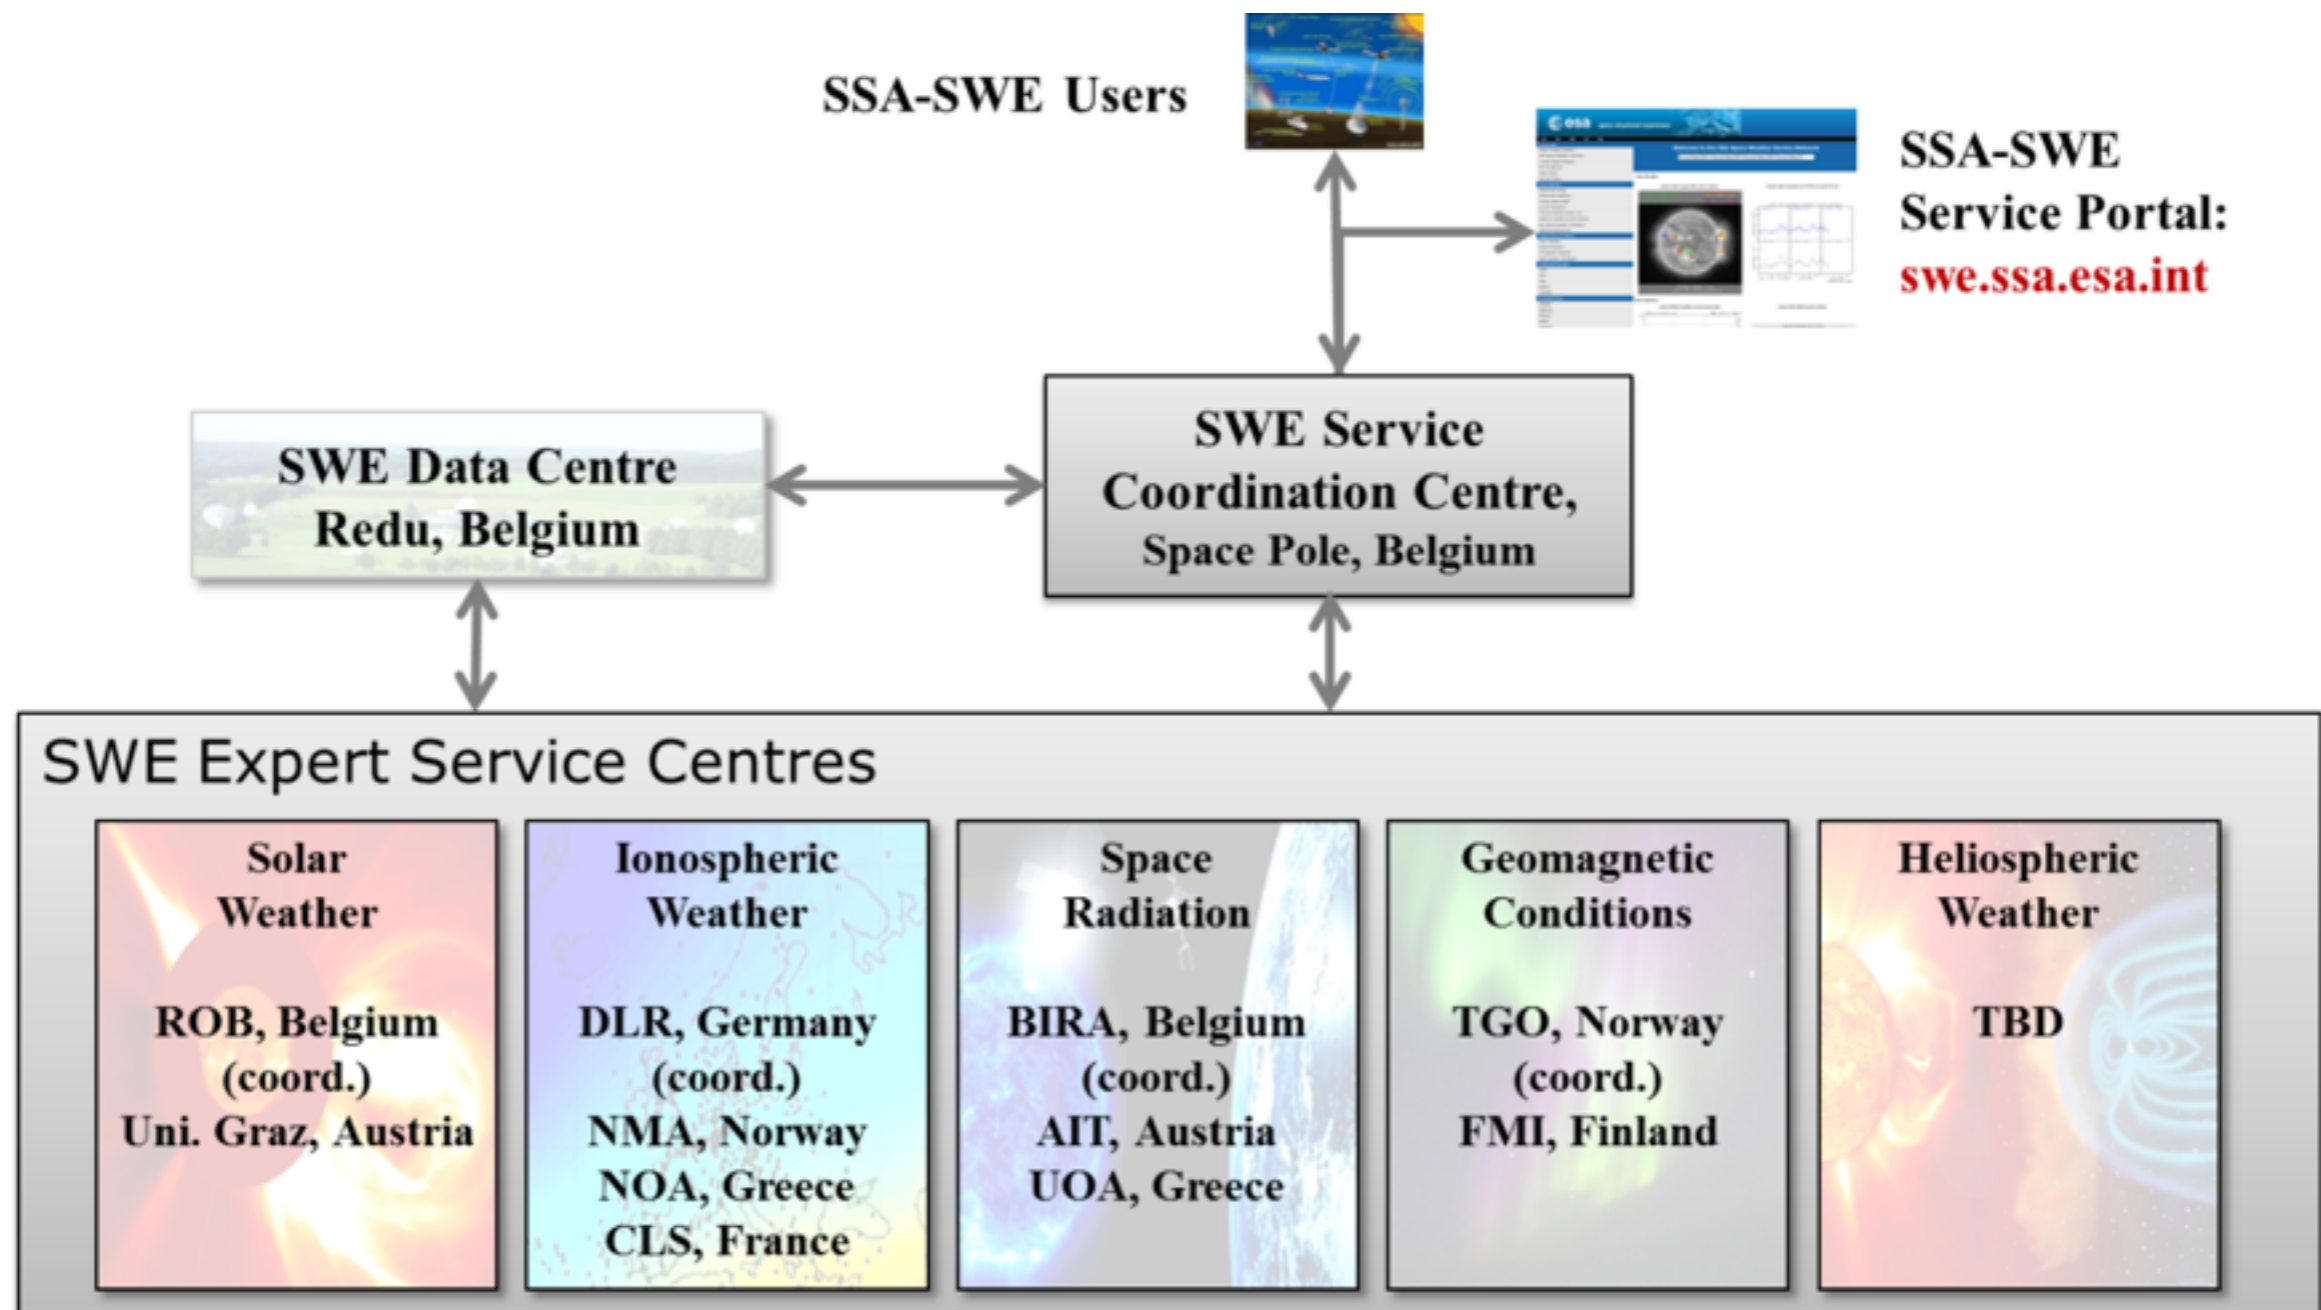 SSA-SWE Users
esa
SSA-SWE
Service Portal:
swe.ssa.esa.int
SWE Data Centre
Redu, Belgium
SWE Service
Coordination Centre,
Space Pole, Belgium
SWE Expert Service Centres
Solar
Weather
ROB, Belgium
(coord.)
Uni. Graz, Austria
Ionospheric
Weather
DLR, Germany
(coord.)
NMA, Norway
NOA, Greece
CLS, France
Space
Radiation
BIRA, Belgium
(coord.)
AIT, Austria
UOA, Greece
Geomagnetic
Conditions
TGO, Norway
(coord.)
FMI, Finland
Heliospheric
Weather
TBD